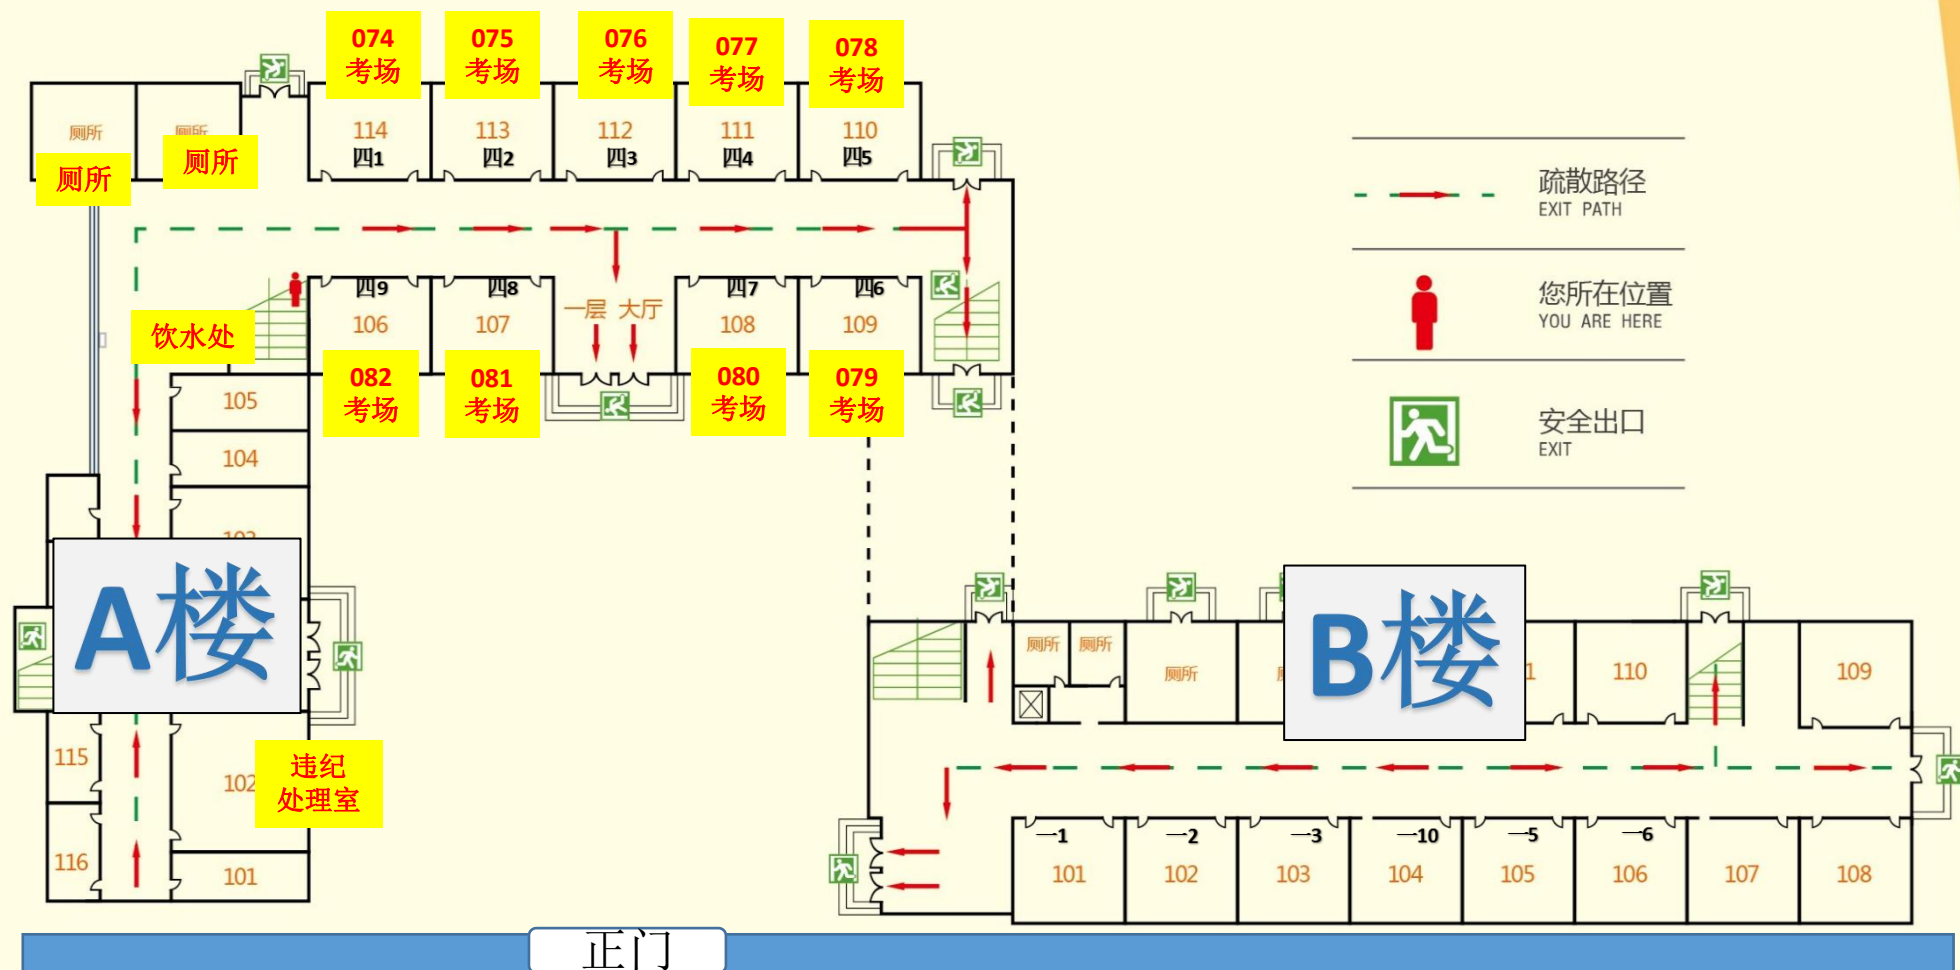 074
考场
075
考场
076
考场
077
考场
078
考场
厕所
厕所
厕所
厕所
114
四1
113
四2
112
四3
111
四4
110
四5
疏散路径
EXIT PATH
您所在位置
YOU ARE HERE
安全出口
EXIT
四9
106
四8
107
一层 大厅
四7
108
四6
109
饮水处
082
考场
081
考场
080
考场
079
考场
105
104
103
A楼
115
102
违纪
处理室
116
101
厕所
厕所
厕所
B楼
1
110
109
一1
101
一2
102
一3
103
一10
104
一5
105
一6
106
107
108
正门